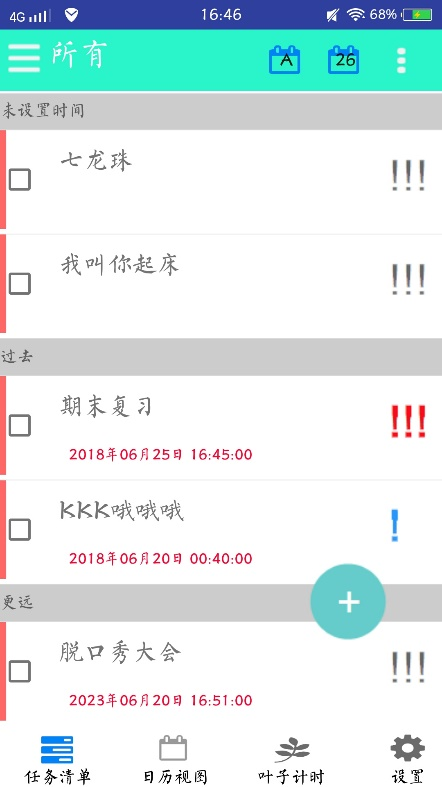 4G 16:46 68%
所有 A 26
未设置时间
七龙珠 !!!
我叫你起床 !!!
过去
期末复习 !!!
2018年06月25日 16:45:00
KKK哦哦哦 !
2018年06月20日 00:40:00
更远
+
脱口秀大会 !!!
2023年06月20日 16:51:00
任务清单 日历视图 叶子计时 设置